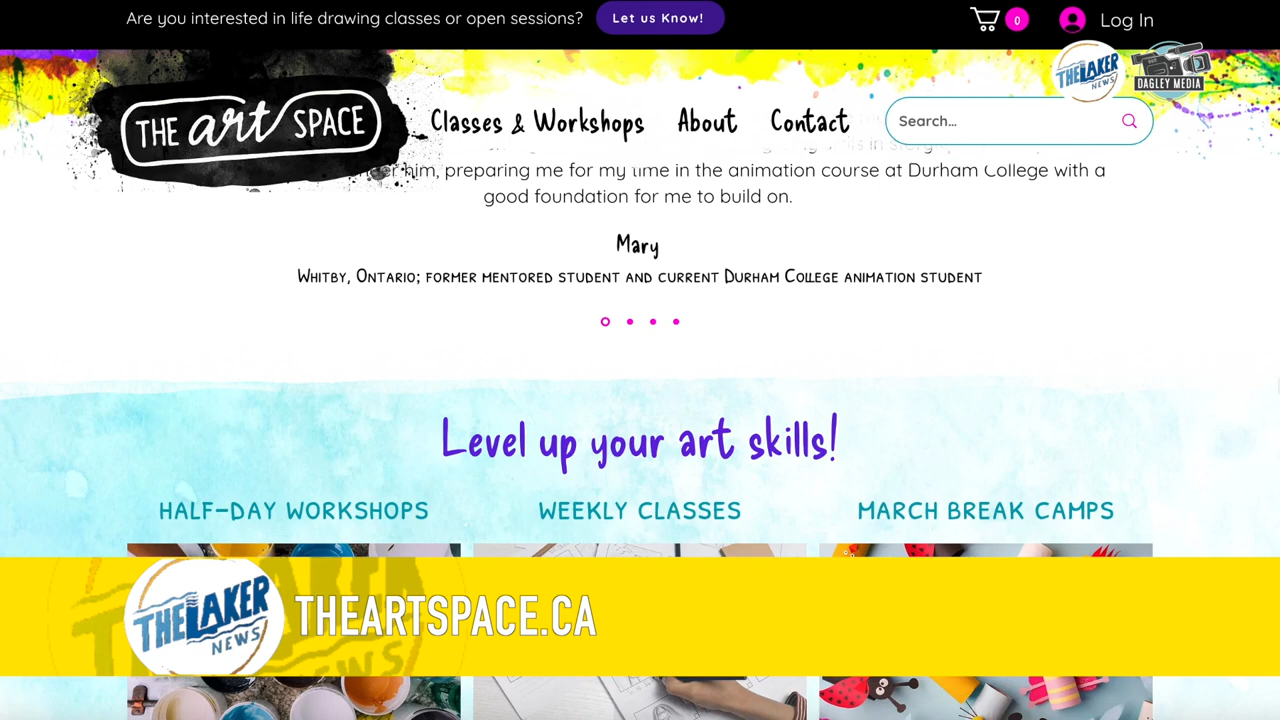 Are you interested in life drawing classes or open sessions?
Let us Know!
0
Log In
THE LAKER
NEWS
DAGLEY MEDIA
THE art SPACE
Classes & Workshops
About
Contact
Search...
him, preparing me for my time in the animation course at Durham College with a
good foundation for me to build on.
Mary
Whitby, Ontario; former mentored student and current Durham College animation student
Level up your art skills!
HALF-DAY WORKSHOPS
WEEKLY CLASSES
MARCH BREAK CAMPS
THE LAKER
NEWS
THEARTSPACE.CA